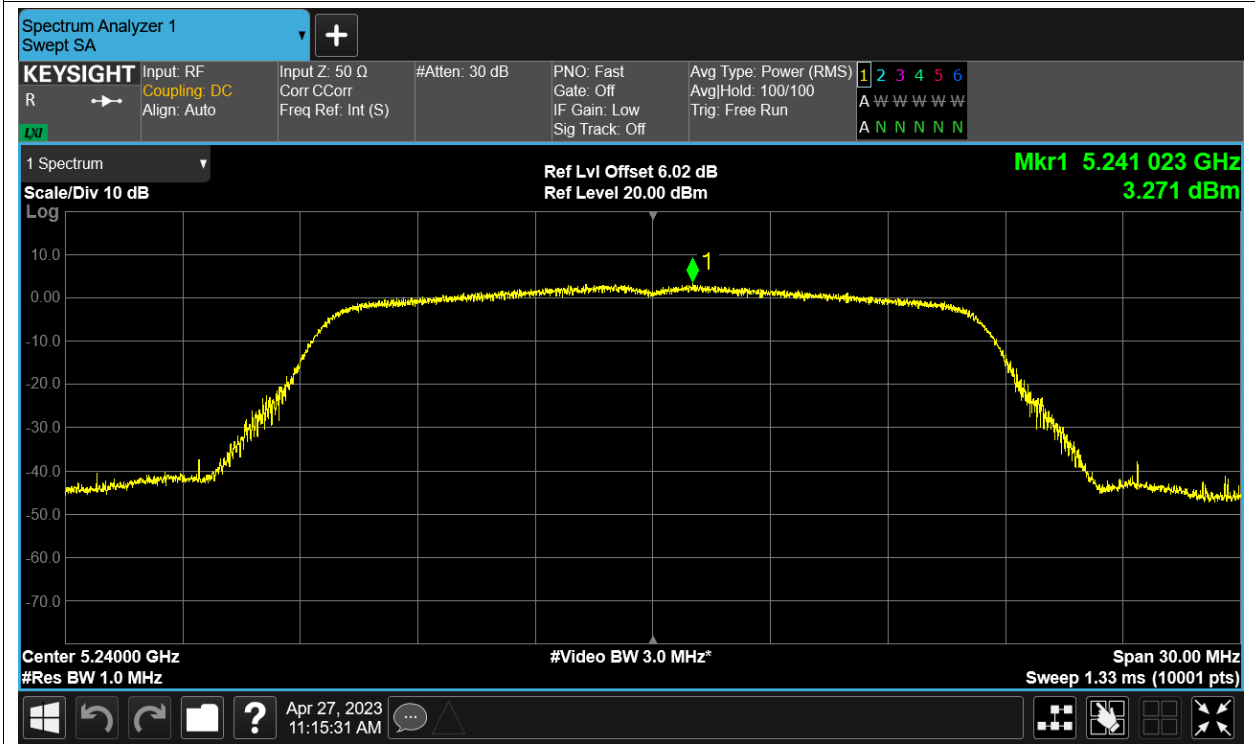 Spectrum Analyzer 1
Swept SA
KEYSIGHT
R
LXI
Input: RF
Coupling: DC
Align: Auto
Input Z: 50 Ω
Corr CCorr
Freq Ref: Int (S)
#Atten: 30 dB
PNO: Fast
Gate: Off
IF Gain: Low
Sig Track: Off
Avg Type: Power (RMS)
Avg|Hold: 100/100
Trig: Free Run
1 2 3 4 5 6
A W W W W W
A N N N N N
1 Spectrum
Scale/Div 10 dB
Log
Ref Lvl Offset 6.02 dB
Ref Level 20.00 dBm
Mkr1 5.241 023 GHz
3.271 dBm
1
10.0
0.00
-10.0
-20.0
-30.0
-40.0
-50.0
-60.0
-70.0
Center 5.24000 GHz
#Res BW 1.0 MHz
#Video BW 3.0 MHz*
Span 30.00 MHz
Sweep 1.33 ms (10001 pts)
?
Apr 27, 2023
11:15:31 AM